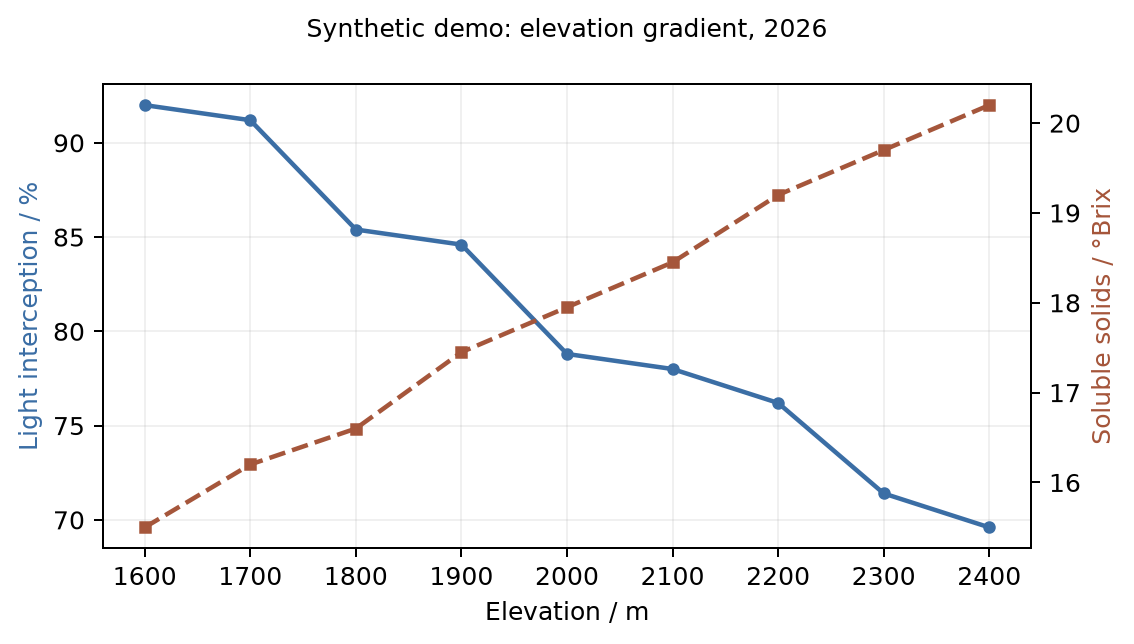 Synthetic demo: elevation gradient, 2026
Light interception / %
90
85
80
75
70
20
19
18
17
16
Soluble solids / °Brix
1600 1700 1800 1900 2000 2100 2200 2300 2400
Elevation / m